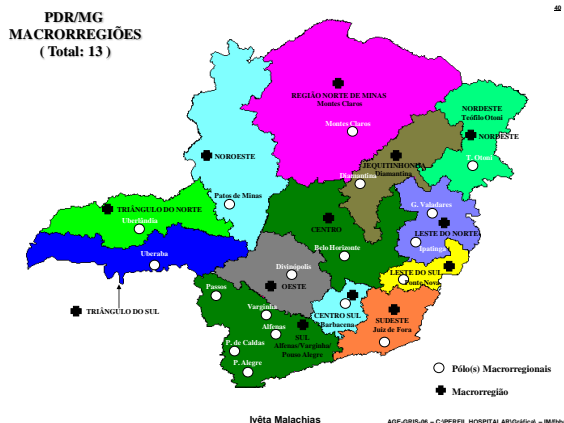 PDR/MG
MACRORREGIÕES
( Total: 13 )
40
REGIÃO NORTE DE MINAS
Montes Claros
Montes Claros
NORDESTE
Teófilo Otoni
NORDESTE
T. Otoni
JEQUITINHONHA
Diamantina
Diamantina
NOROESTE
Patos de Minas
TRIÂNGULO DO NORTE
Uberlândia
Uberaba
TRIÂNGULO DO SUL
CENTRO
Belo Horizonte
G. Valadares
LESTE DO NORTE
Ipatinga
LESTE DO SUL
Ponte Nova
Divinópolis
OESTE
Passos
Varginha
Alfenas
SUL
Alfenas/Varginha/
Pouso Alegre
P. de Caldas
P. Alegre
CENTRO SUL
Barbacena
SUDESTE
Juiz de Fora
Pólo(s) Macrorregionais
Macrorregião
Ivêta Malachias